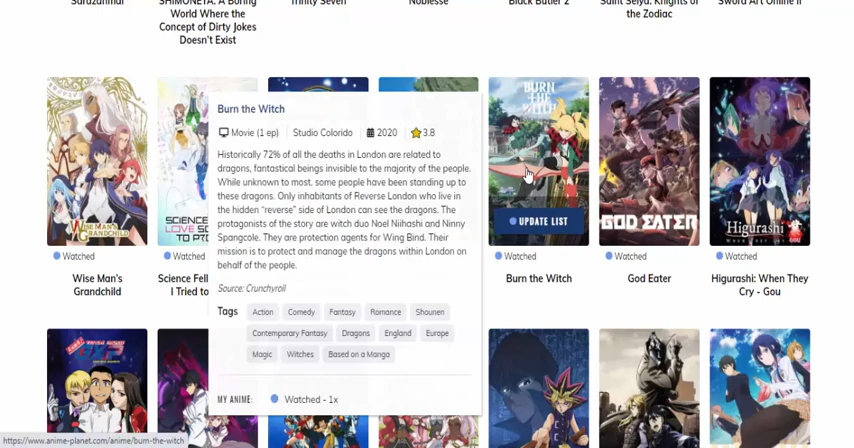 Sarazanmai
SHIMONETA: A Boring
World Where the
Concept of Dirty Jokes
Doesn't Exist
Trinity Seven
Noblesse
Black Butler 2
Saint Seiya: Knights of
the Zodiac
Sword Art Online II
WISE MAN'S
GRANDCHILD
Watched
Wise Man's
Grandchild
SCIENCE
LOVE SO
TO P
Watched
Science Fell
I Tried to
Burn the Witch
Movie (1 ep)
Studio Colorido
2020
3.8
Historically 72% of all the deaths in London are related to
dragons, fantastical beings invisible to the majority of the people.
While unknown to most, some people have been standing up to
these dragons. Only inhabitants of Reverse London who live in
the hidden "reverse" side of London can see the dragons. The
protagonists of the story are witch duo Noel Niihashi and Ninny
Spangcole. They are protection agents for Wing Bind. Their
mission is to protect and manage the dragons within London on
behalf of the people.
Source: Crunchyroll
Tags
Action
Comedy
Fantasy
Romance
Shounen
Contemporary Fantasy
Dragons
England
Europe
Magic
Witches
Based on a Manga
MY ANIME:
Watched - 1x
BURN
THE
WITCH
UPDATE LIST
Watched
Burn the Witch
GOD EATER
Watched
God Eater
Higurashi
Watched
Higurashi: When They
Cry - Gou
https://www.anime-planet.com/anime/burn-the-witch